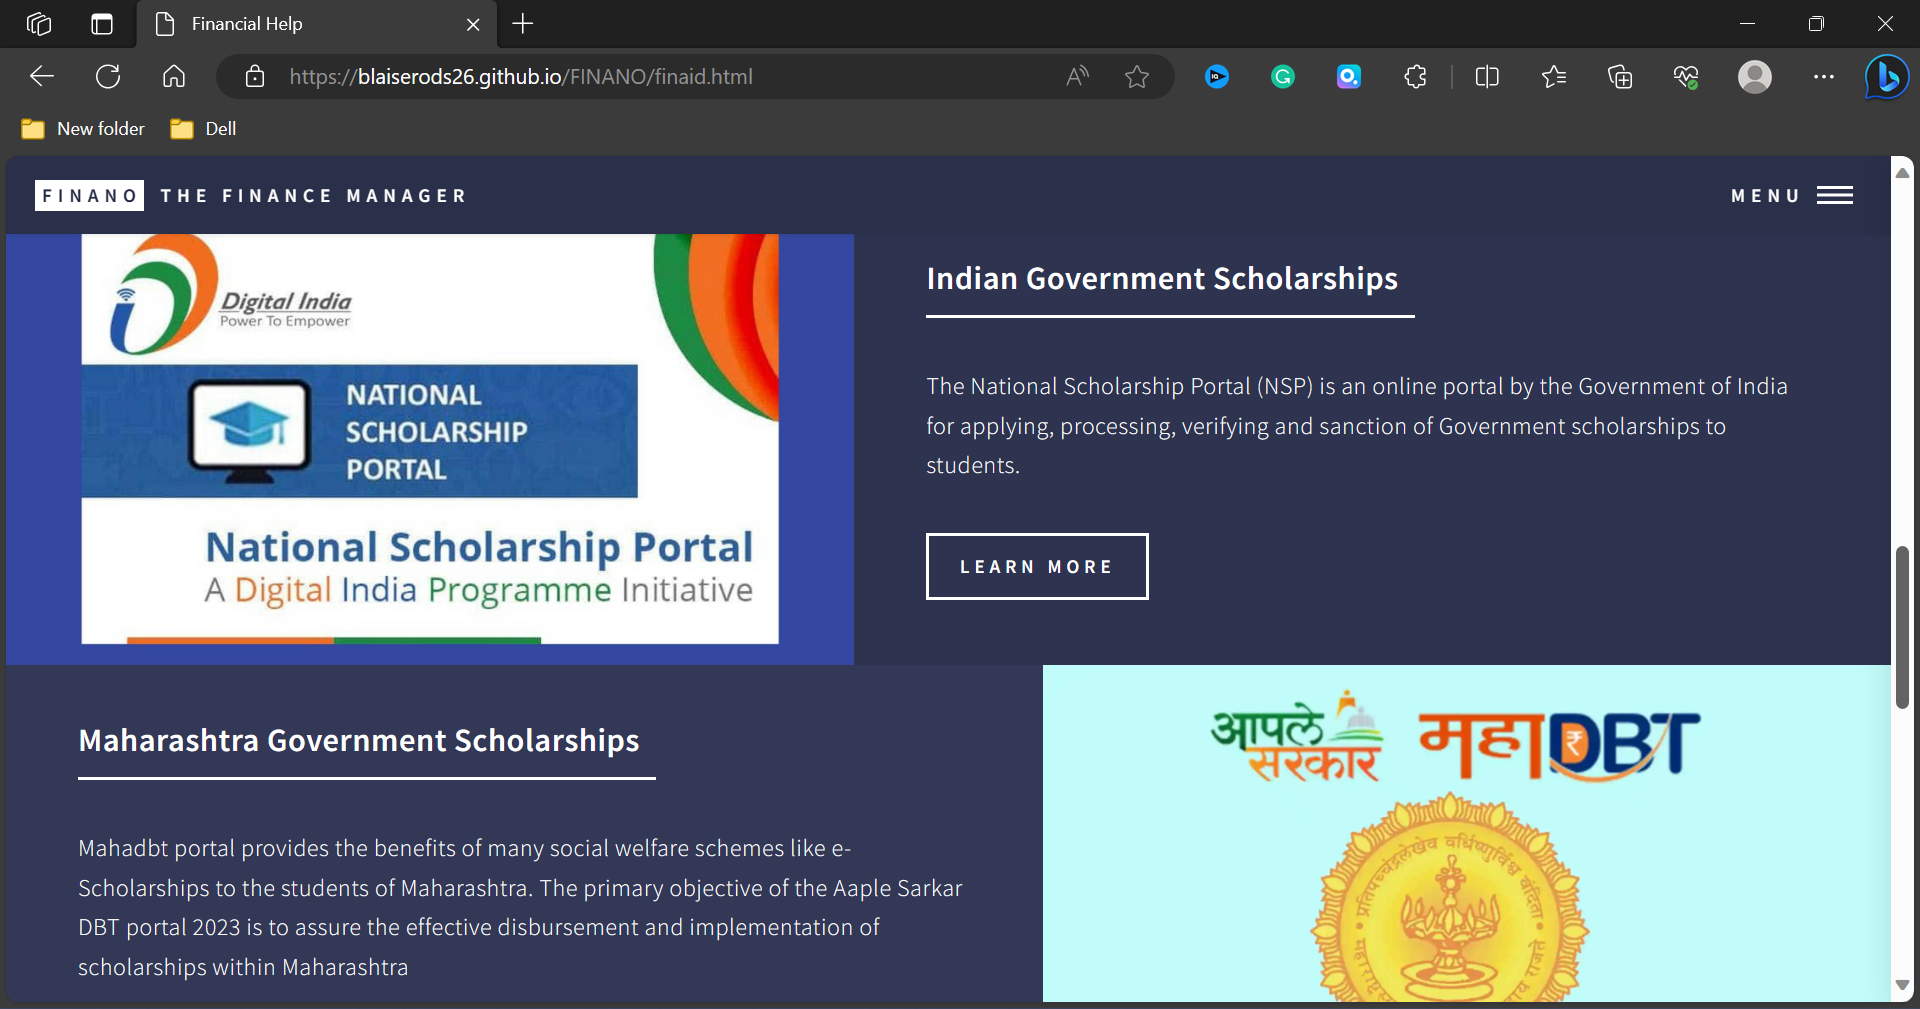 Financial Help
https://blaiserods26.github.io/FINANO/finaid.html
New folder
Dell
FINANO THE FINANCE MANAGER
MENU
Digital India
Power To Empower
NATIONAL
SCHOLARSHIP
PORTAL
National Scholarship Portal
A Digital India Programme Initiative
Indian Government Scholarships
The National Scholarship Portal (NSP) is an online portal by the Government of India
for applying, processing, verifying and sanction of Government scholarships to
students.
LEARN MORE
Maharashtra Government Scholarships
Mahadbt portal provides the benefits of many social welfare schemes like e-
Scholarships to the students of Maharashtra. The primary objective of the Aaple Sarkar
DBT portal 2023 is to assure the effective disbursement and implementation of
scholarships within Maharashtra
आपले
सरकार
महाDBT
प्रतिपच्चंद्रलेखेव वर्धिष्णुर्विश्व वंदिता